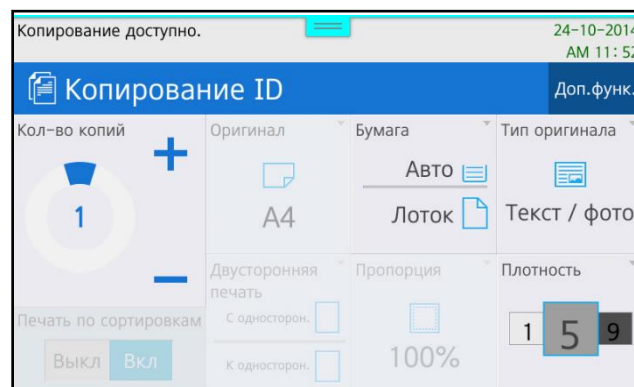 Копирование доступно.
24-10-2014
AM 11:52
Копирование ID
Доп.функ.
Кол-во копий
+
1
−
Оригинал
A4
Бумага
Авто
Лоток
Тип оригинала
Текст / фото
Печать по сортировкам
Выкл Вкл
Двусторонняя
печать
С односторон.
К односторон.
Пропорция
100%
Плотность
1 5 9